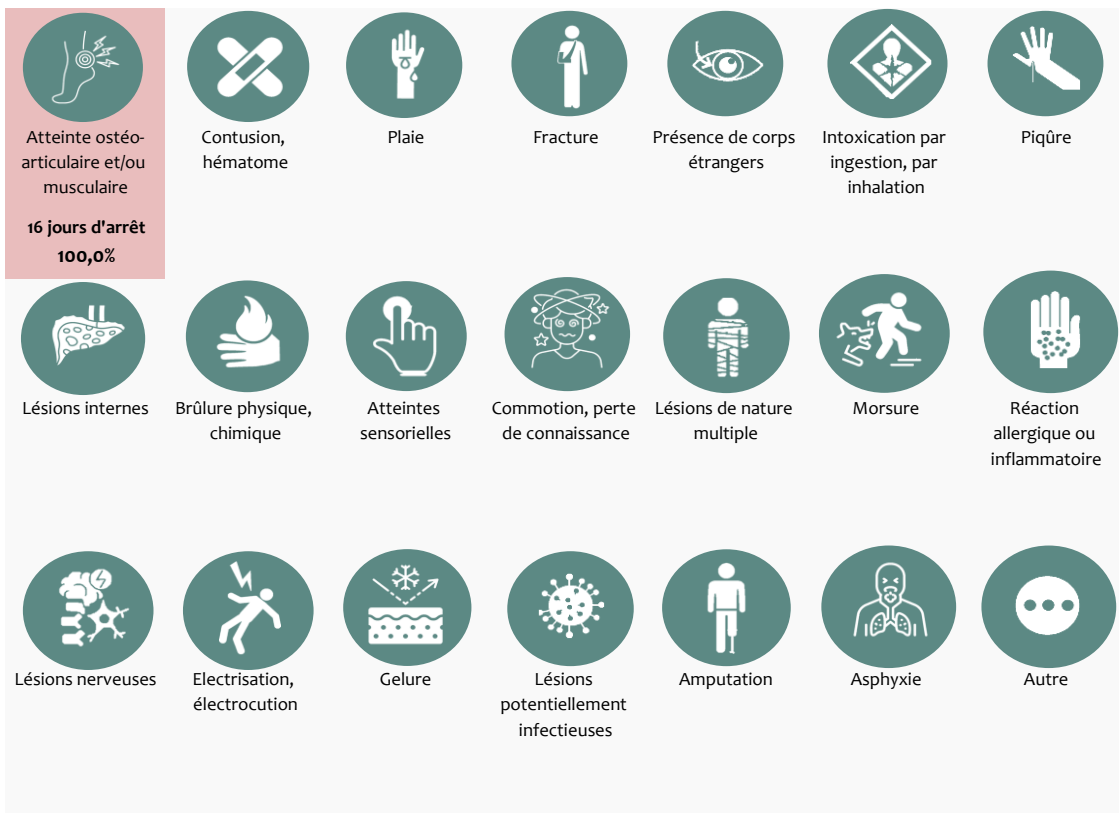 Atteinte ostéo-
articulaire et/ou
musculaire
16 jours d'arrêt
100,0%
Contusion,
hématome
Plaie
Fracture
Présence de corps
étrangers
Intoxication par
ingestion, par
inhalation
Piqûre
Lésions internes
Brûlure physique,
chimique
Atteintes
sensorielles
Commotion, perte
de connaissance
Lésions de nature
multiple
Morsure
Réaction
allergique ou
inflammatoire
Lésions nerveuses
Electrisation,
électrocution
Gelure
Lésions
potentiellement
infectieuses
Amputation
Asphyxie
Autre